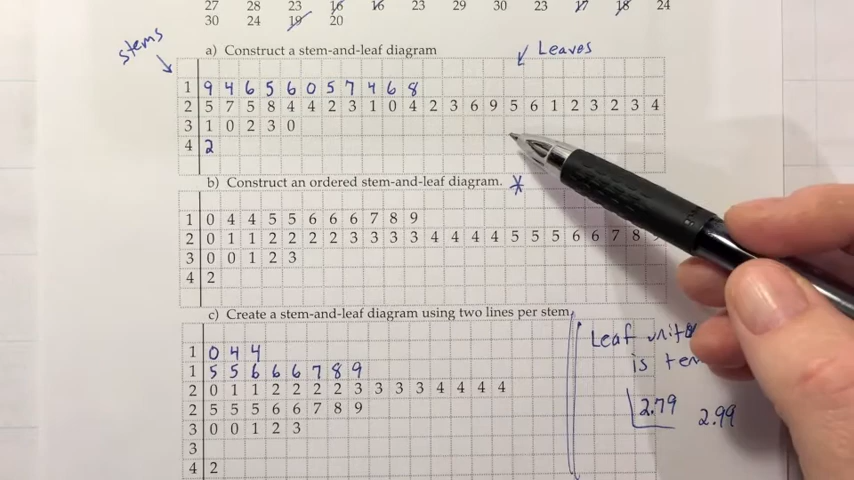 27 28 23 16 16 23 29 30 23 17 18 24
30 24 19 20
stems
a) Construct a stem-and-leaf diagram
Leaves
1 9 4 6 5 6 0 5 7 4 6 8
2 5 7 5 8 4 4 2 3 1 0 4 2 3 6 9 5 6 1 2 3 2 3 4
3 1 0 2 3 0
4 2
b) Construct an ordered stem-and-leaf diagram. *
1 0 4 4 5 5 6 6 6 7 8 9
2 0 1 1 2 2 2 2 3 3 3 3 4 4 4 4 5 5 5 6 6 7 8
3 0 0 1 2 3
4 2
c) Create a stem-and-leaf diagram using two lines per stem.
1 0 4 4
1 5 5 6 6 6 7 8 9
2 0 1 1 2 2 2 2 3 3 3 3 4 4 4 4
2 5 5 5 6 6 7 8 9
3 0 0 1 2 3
3
4 2
Leaf unit
is
2.79 2.99